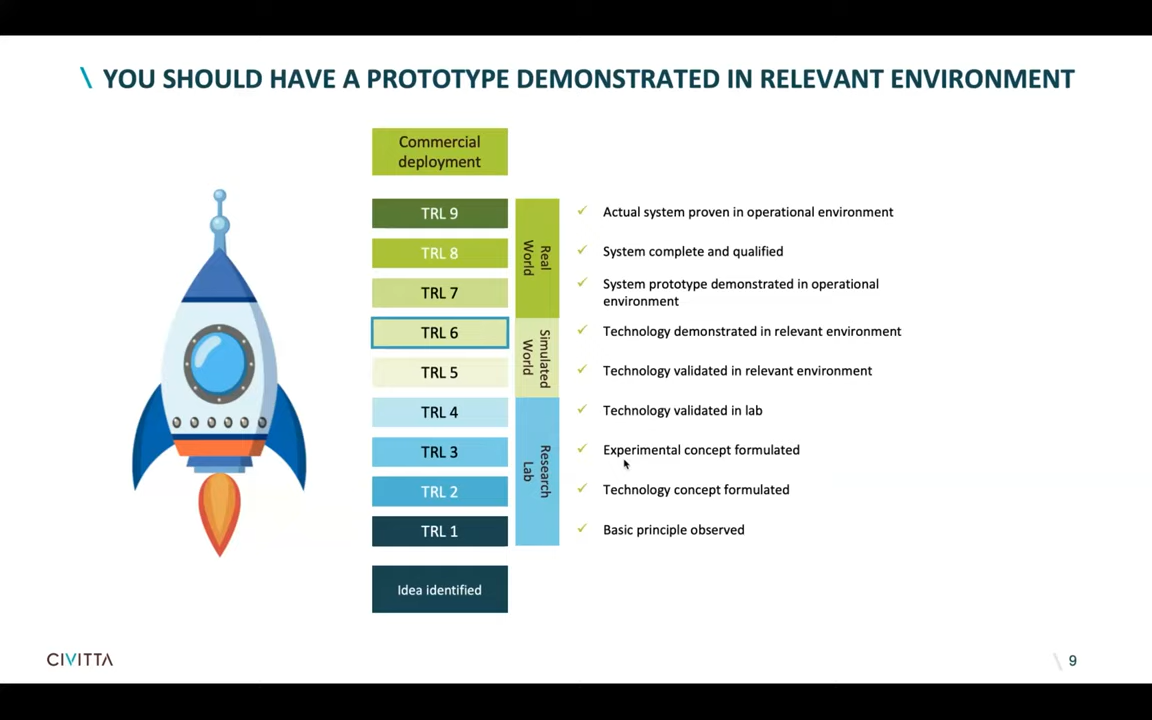 \ YOU SHOULD HAVE A PROTOTYPE DEMONSTRATED IN RELEVANT ENVIRONMENT
Commercial
deployment
TRL 9
Actual system proven in operational environment
TRL 8
System complete and qualified
TRL 7
System prototype demonstrated in operational
environment
Real
World
TRL 6
Technology demonstrated in relevant environment
TRL 5
Technology validated in relevant environment
Simulated
World
TRL 4
Technology validated in lab
TRL 3
Experimental concept formulated
TRL 2
Technology concept formulated
TRL 1
Basic principle observed
Research
Lab
Idea identified
CIVITTA
\ 9